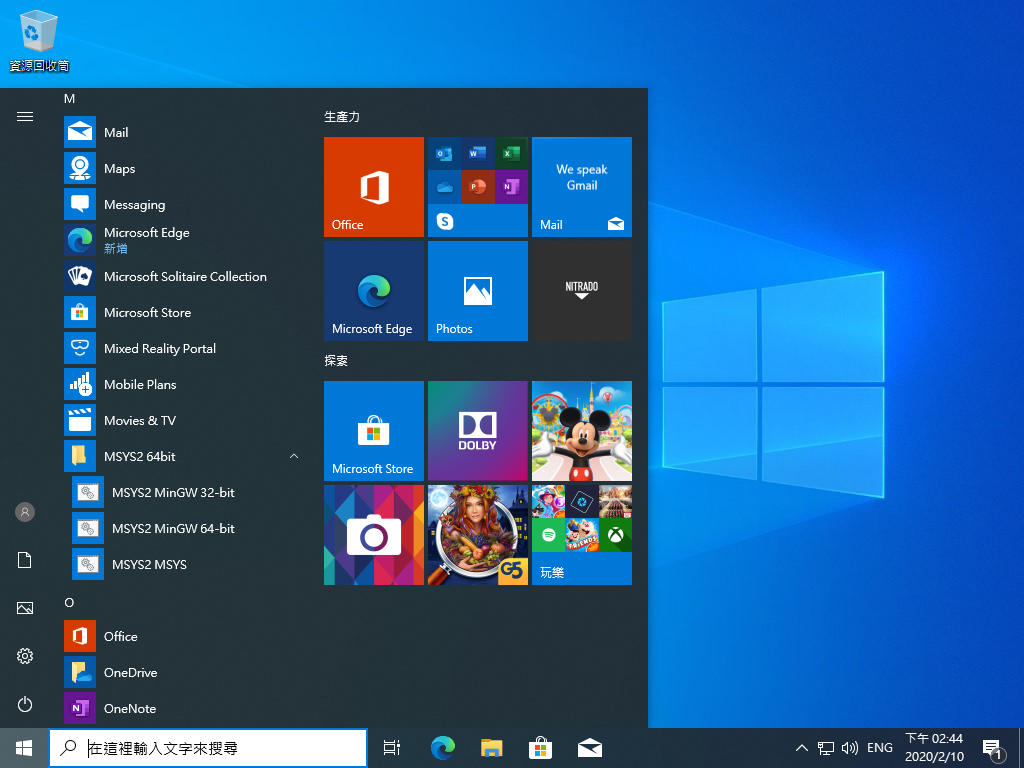 資源回收筒
M
Mail
Maps
Messaging
Microsoft Edge
新增
Microsoft Solitaire Collection
Microsoft Store
Mixed Reality Portal
Mobile Plans
Movies & TV
MSYS2 64bit
MSYS2 MinGW 32-bit
MSYS2 MinGW 64-bit
MSYS2 MSYS
O
Office
OneDrive
OneNote
生產力
Office
We speak
Gmail
Mail
Microsoft Edge
Photos
NITRADO
探索
Microsoft Store
DOLBY
G5
FRIENDS
玩樂
在這裡輸入文字來搜尋
ENG
下午 02:44
2020/2/10
1